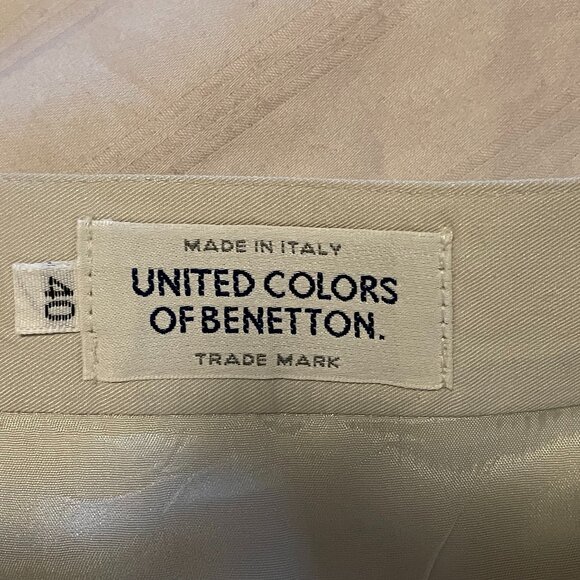 MADE IN ITALY
UNITED COLORS
OF BENETTON.
TRADE MARK
40